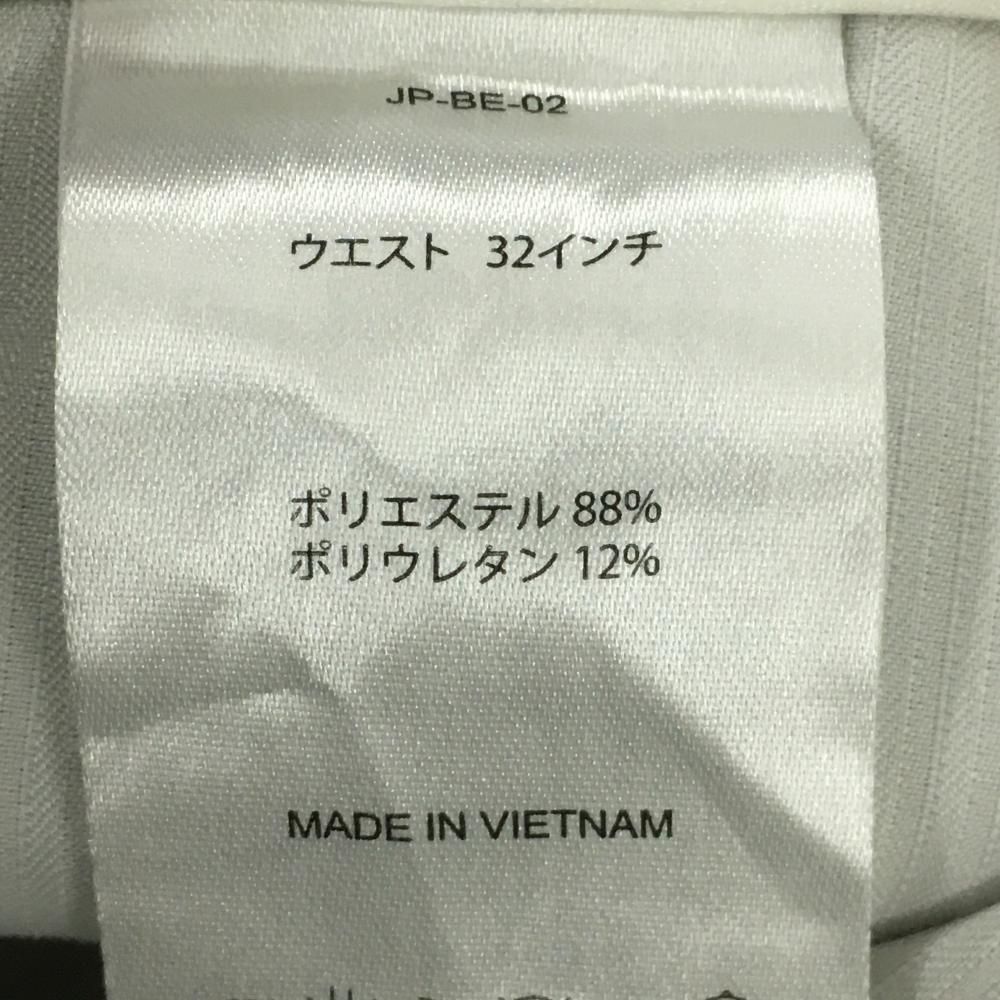 JP-BE-02
ウエスト 32インチ
ポリエステル 88%
ポリウレタン 12%
MADE IN VIETNAM